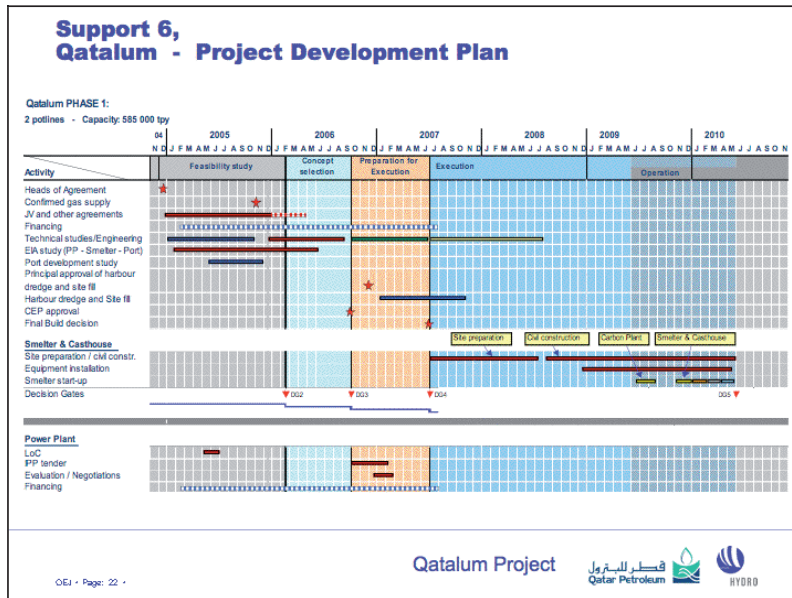 Support 6,
Qatalum - Project Development Plan
Qatalum PHASE 1:
2 potlines - Capacity: 585 000 tpy
04 2005 2006 2007 2008 2009 2010
N D J F M A M J J A S O N D J F M A M J J A S O N D J F M A M J J A S O N D J F M A M J J A S O N D J F M A M J J A S O N D J F M A M J J A S O N
Activity
Feasibility study
Concept selection
Preparation for Execution
Execution
Operation
Heads of Agreement
Confirmed gas supply
JV and other agreements
Financing
Technical studies/Engineering
EIA study (PP - Smelter - Port)
Port development study
Principal approval of harbour
dredge and site fill
Harbour dredge and Site fill
CEP approval
Final Build decision
Site preparation
Civil construction
Carbon Plant
Smelter & Casthouse
Smelter & Casthouse
Site preparation / civil constr.
Equipment installation
Smelter start-up
Decision Gates
DG2
DG3
DG4
DG5
Power Plant
LoC
IPP tender
Evaluation / Negotiations
Financing
OEJ • Page: 22 •
Qatalum Project
قطر للبترول
Qatar Petroleum
HYDRO